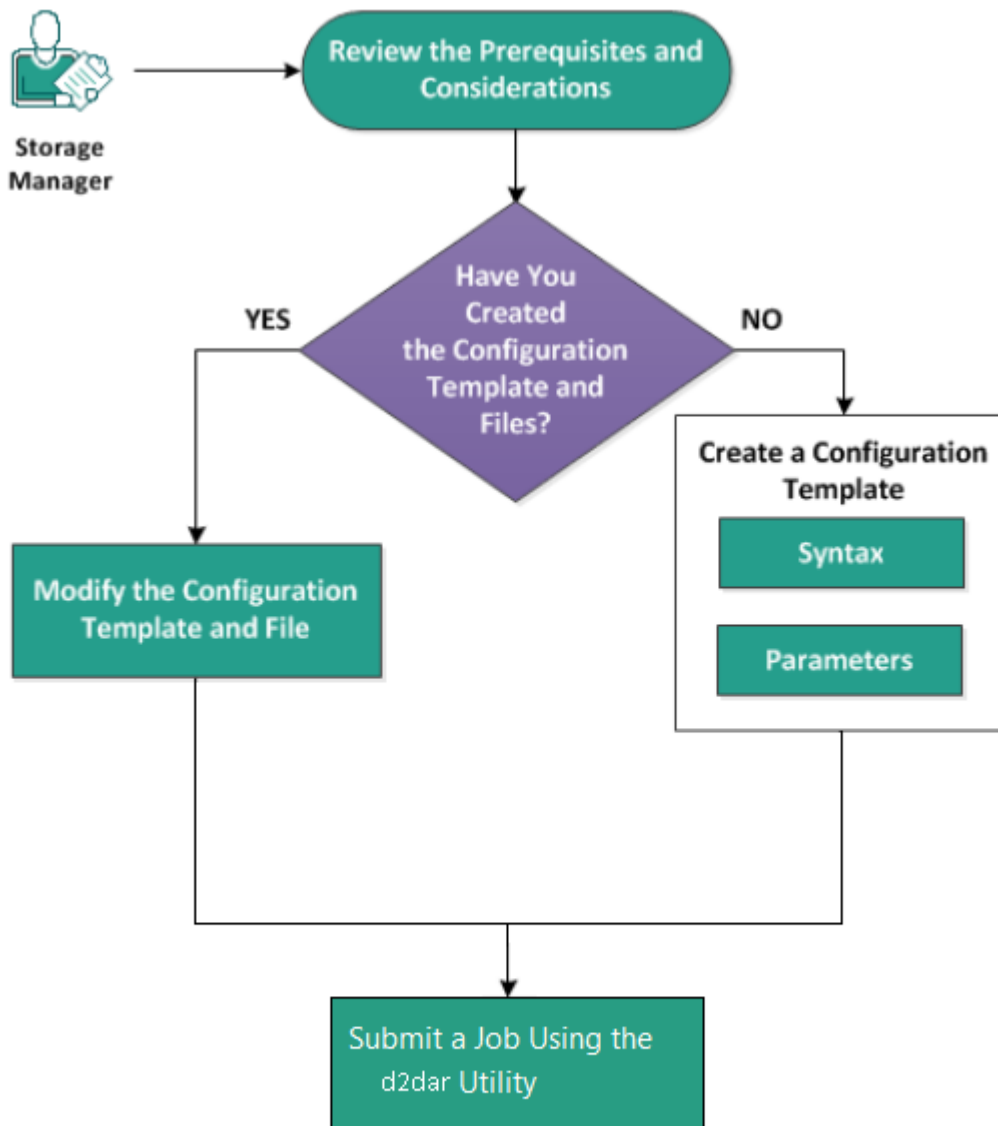 Storage
Manager
Review the Prerequisites and
Considerations
Have You
Created
the Configuration
Template and
Files?
YES
NO
Modify the Configuration
Template and File
Create a Configuration
Template
Syntax
Parameters
Submit a Job Using the
d2dar Utility